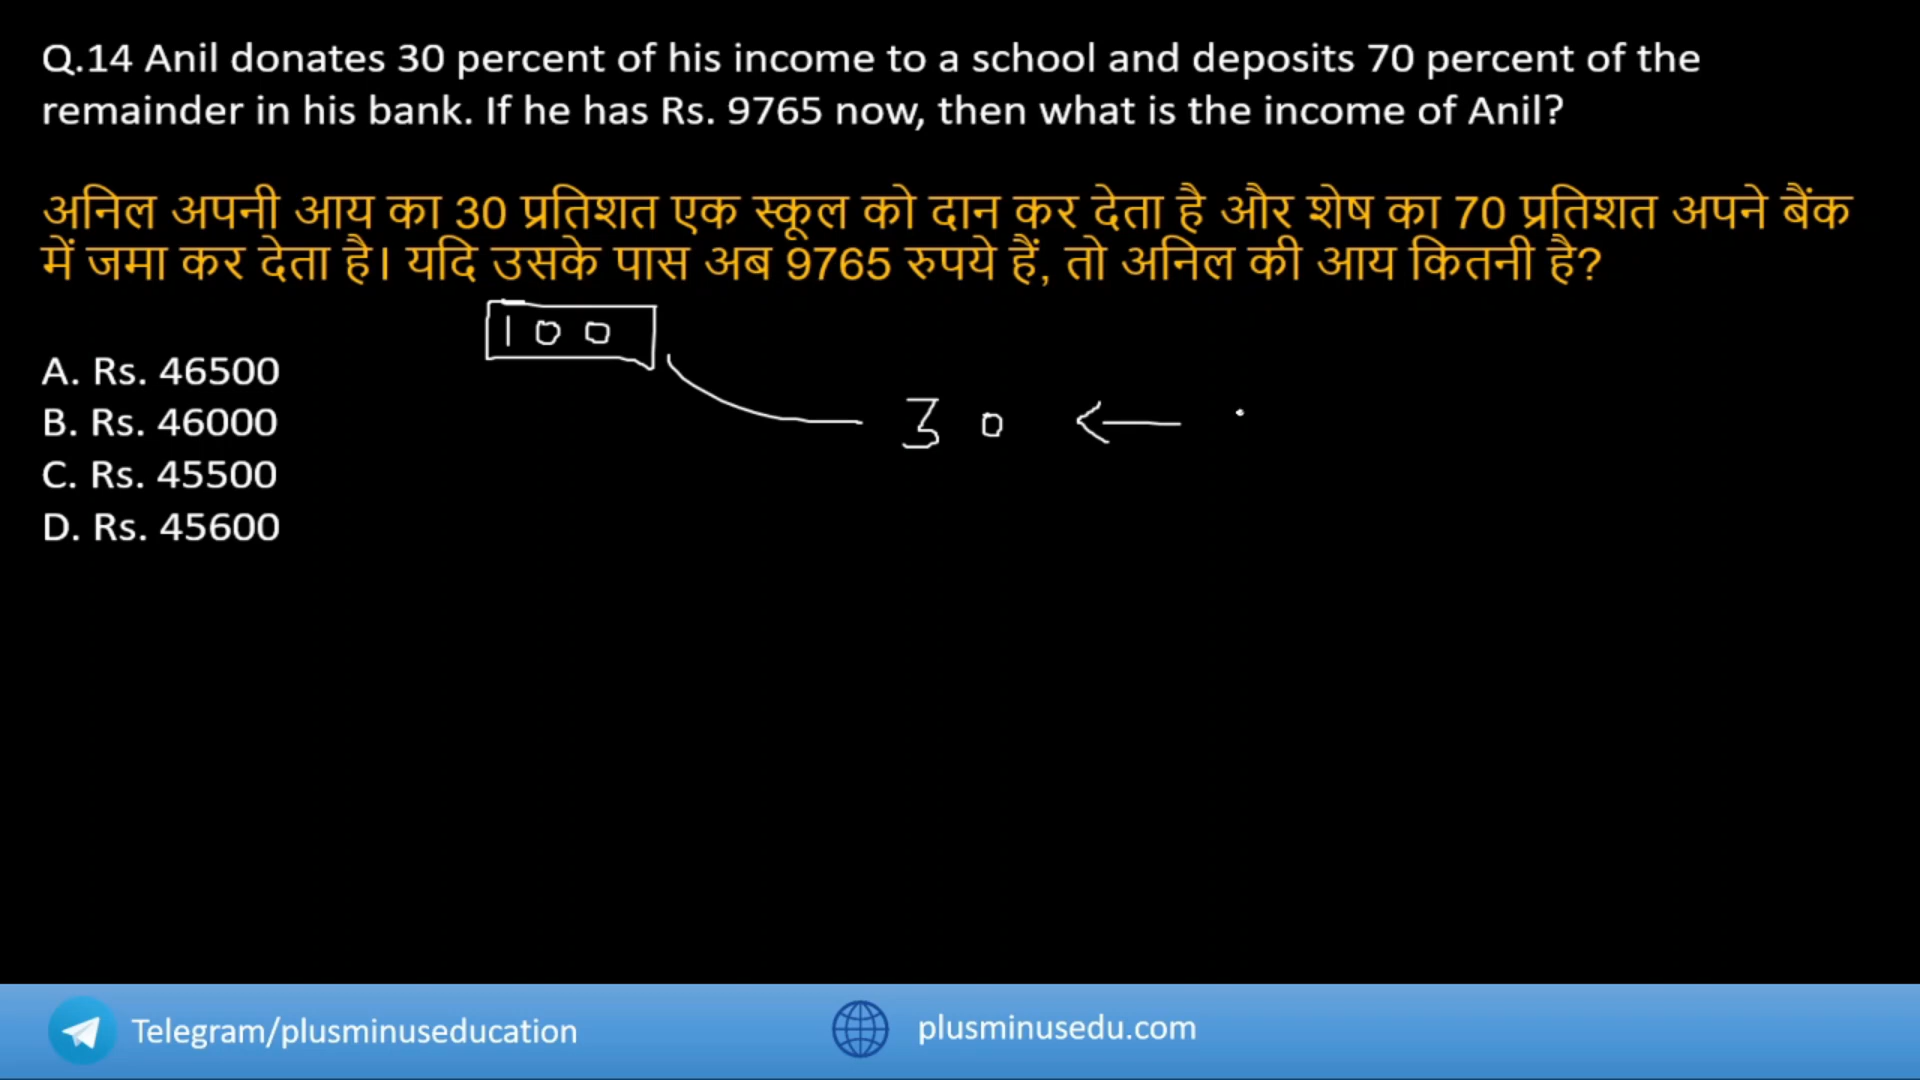 Q.14 Anil donates 30 percent of his income to a school and deposits 70 percent of the
remainder in his bank. If he has Rs. 9765 now, then what is the income of Anil?
अनिल अपनी आय का 30 प्रतिशत एक स्कूल को दान कर देता है और शेष का 70 प्रतिशत अपने बैंक
में जमा कर देता है। यदि उसके पास अब 9765 रुपये हैं, तो अनिल की आय कितनी है?
100
A. Rs. 46500
30 ←
B. Rs. 46000
C. Rs. 45500
D. Rs. 45600
Telegram/plusminuseducation
plusminusedu.com